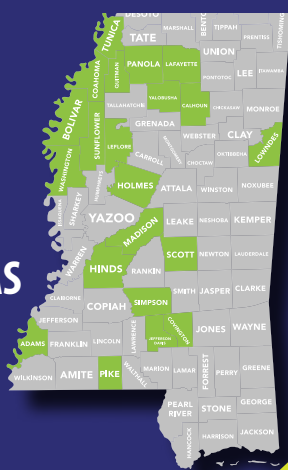 DESOTO
TUNICA
TATE
MARSHALL
BENTO
TIPPAH
PRENTISS
TISHOMING
UNION
COAHOMA
QUITMAN
PANOLA
LAFAYETTE
PONTOTOC
LEE
ITAWAMBA
BOLIVAR
TALLAHATCHIE
YALOBUSHA
CALHOUN
CHICKASAW
MONROE
SUNFLOWER
GRENADA
WEBSTER
CLAY
WASHINGTON
LEFLORE
CARROLL
MONTGOMERY
CHOCTAW
OKTIBBEHA
LOWNDES
HUMPHREYS
HOLMES
ATTALA
WINSTON
NOXUBEE
ISSAQUENA
SHARKEY
YAZOO
MADISON
LEAKE
NESHOBA
KEMPER
WARREN
HINDS
RANKIN
SCOTT
NEWTON
LAUDERDALE
AS
CLAIBORNE
COPIAH
SIMPSON
SMITH
JASPER
CLARKE
JEFFERSON
ADAMS
FRANKLIN
LINCOLN
LAWRENCE
JEFFERSON
DAVIS
COVINGTON
JONES
WAYNE
WILKINSON
AMITE
PIKE
WALTHALL
MARION
LAMAR
FORREST
PERRY
GREENE
PEARL
RIVER
STONE
GEORGE
HANCOCK
HARRISON
JACKSON